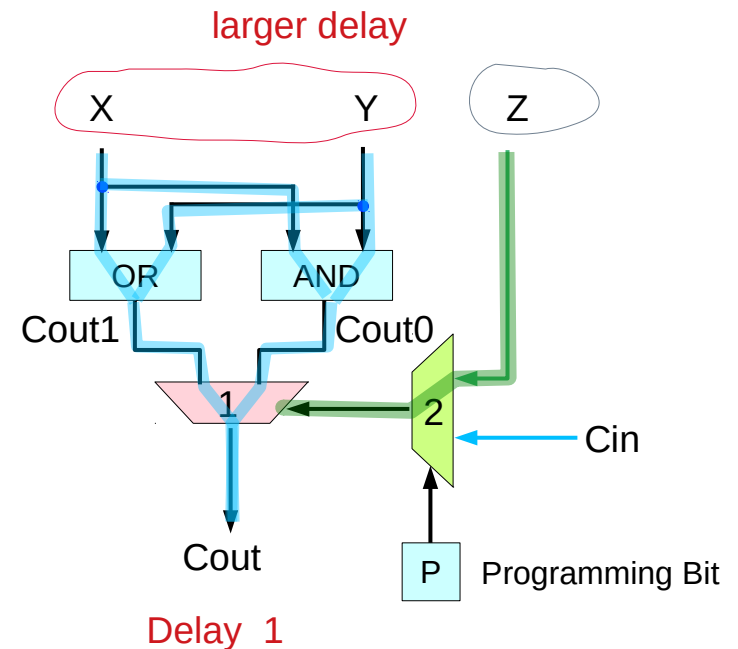 larger delay
X Y Z
OR AND
Cout1 Cout0
1 2
Cin
Cout
P Programming Bit
Delay 1